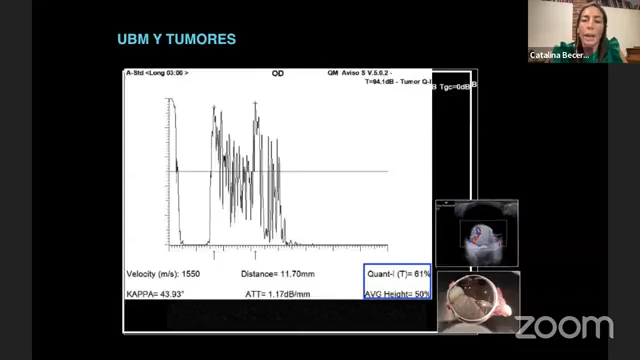 UBM Y TUMORES
Catalina Becer...
A-Std <Long 03:06 >
OD
QM Aviso S V.5.0.2 -
T=94.1dB - Tumor Q-I
Tgc=0dB
B
Velocity (m/s): 1550
Distance= 11.70mm
Quant-I (T)= 61%
KAPPA= 43.93°
ATT= 1.17dB/mm
AVG Height= 50%
zoom